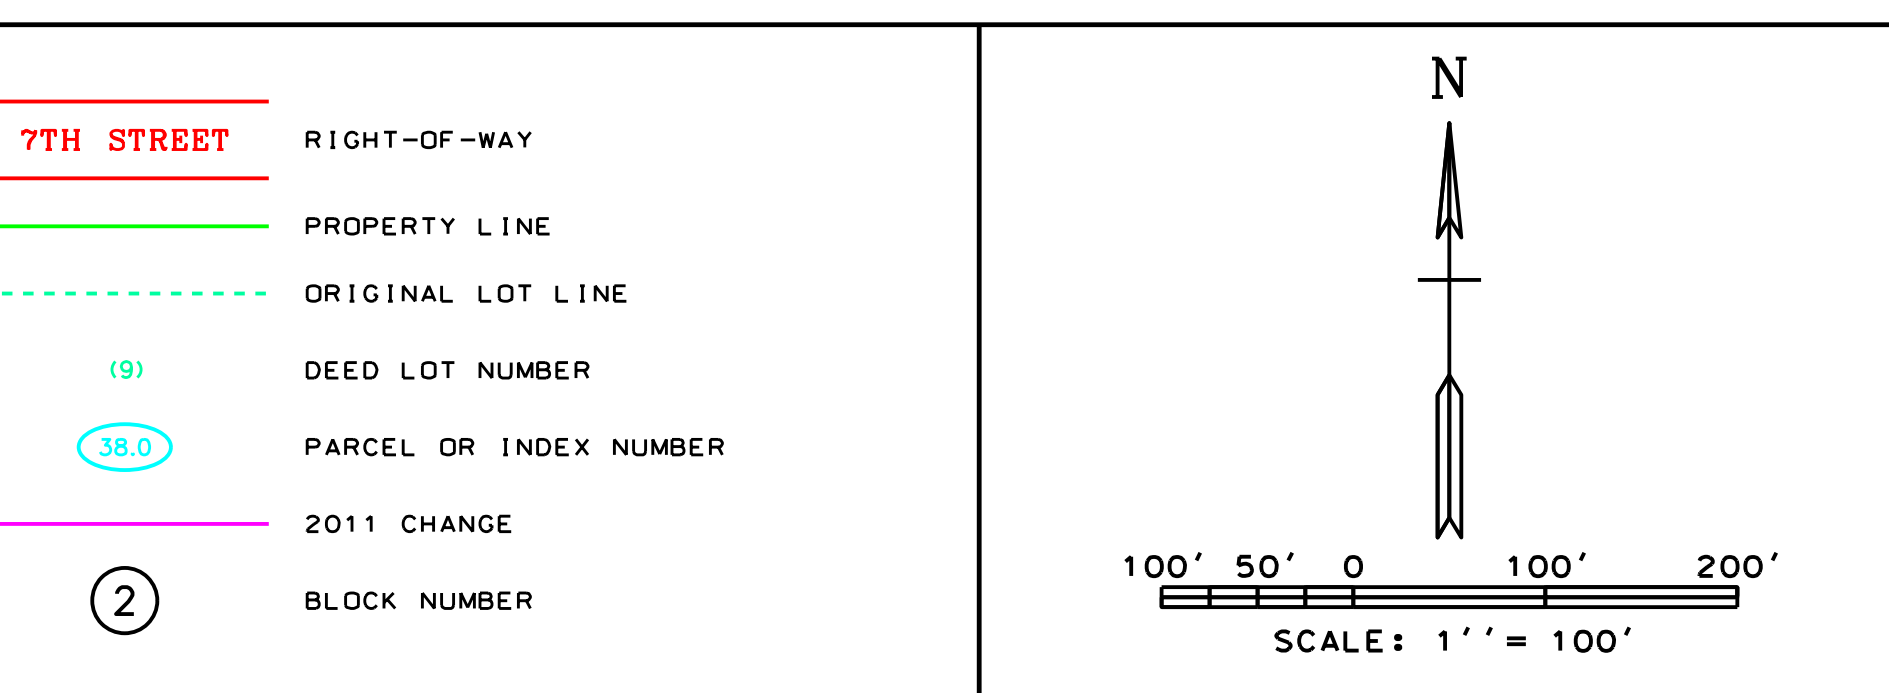 7TH STREET RIGHT-OF-WAY
PROPERTY LINE
ORIGINAL LOT LINE
(9) DEED LOT NUMBER
38.0 PARCEL OR INDEX NUMBER
2011 CHANGE
2 BLOCK NUMBER
N
100' 50' 0 100' 200'
SCALE: 1''= 100'